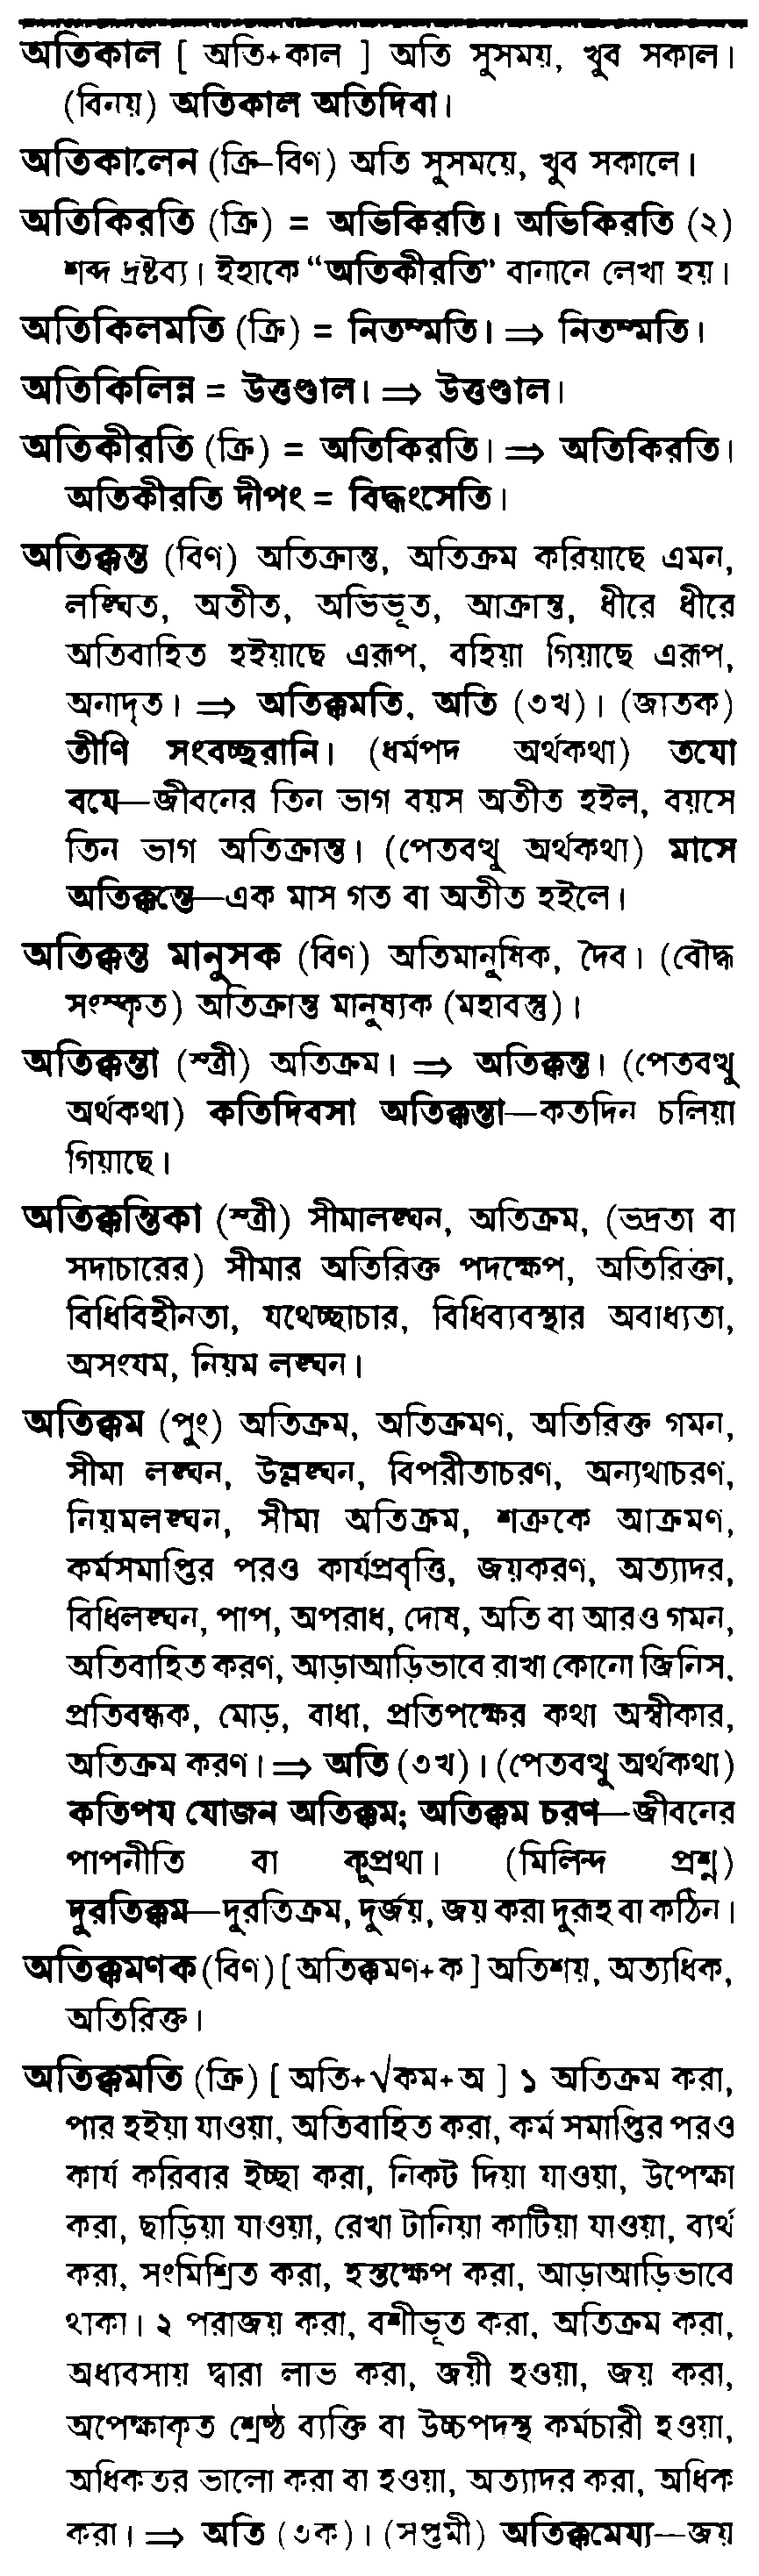 অতিকাল [ অতি+কাল ] অতি সুসময়, খুব সকাল।
(বিনয়) অতিকাল অতিদিবা।
অতিকালেন (ক্রি-বিণ) অতি সুসময়ে, খুব সকালে।
অতিকিরতি (ক্রি) = অভিকিরতি। অভিকিরতি (২)
শব্দ দ্রষ্টব্য। ইহাকে “অতিকীরতি” বানানে লেখা হয়।
অতিকিলমতি (ক্রি) = নিতম্মতি। ⇒ নিতম্মতি।
অতিকিলিন্ন = উত্তণ্ডাল। ⇒ উত্তণ্ডাল।
অতিকীরতি (ক্রি) = অতিকিরতি। ⇒ অতিকিরতি।
অতিকীরতি দীপং = বিদ্ধংসেতি।
অতিক্কন্ত (বিণ) অতিক্রান্ত, অতিক্রম করিয়াছে এমন,
লঙ্ঘিত, অতীত, অভিভূত, আক্রান্ত, ধীরে ধীরে
অতিবাহিত হইয়াছে এরূপ, বহিয়া গিয়াছে এরূপ,
অনাদৃত। ⇒ অতিক্কমতি, অতি (৩খ)। (জাতক)
তীণি সংবচ্ছরানি। (ধর্মপদ অর্থকথা) তযো
বযে—জীবনের তিন ভাগ বয়স অতীত হইল, বয়সে
তিন ভাগ অতিক্রান্ত। (পেতবত্থু অর্থকথা) মাসে
অতিক্কন্তে—এক মাস গত বা অতীত হইলে।
অতিক্কন্ত মানুসক (বিণ) অতিমানুষিক, দৈব। (বৌদ্ধ
সংস্কৃত) অতিক্রান্ত মানুষ্যক (মহাবস্তু)।
অতিক্কন্তা (স্ত্রী) অতিক্রম। ⇒ অতিক্কন্ত। (পেতবত্থু
অর্থকথা) কতিদিবসা অতিক্কন্তা—কতদিন চলিয়া
গিয়াছে।
অতিক্কন্তিকা (স্ত্রী) সীমালঙ্ঘন, অতিক্রম, (ভদ্রতা বা
সদাচারের) সীমার অতিরিক্ত পদক্ষেপ, অতিরিক্তা,
বিধিবিহীনতা, যথেচ্ছাচার, বিধিব্যবস্থার অবাধ্যতা,
অসংযম, নিয়ম লঙ্ঘন।
অতিক্কম (পুং) অতিক্রম, অতিক্রমণ, অতিরিক্ত গমন,
সীমা লঙ্ঘন, উল্লঙ্ঘন, বিপরীতাচরণ, অন্যথাচরণ,
নিয়মলঙ্ঘন, সীমা অতিক্রম, শত্রুকে আক্রমণ,
কর্মসমাপ্তির পরও কার্যপ্রবৃত্তি, জয়করণ, অত্যাদর,
বিধিলঙ্ঘন, পাপ, অপরাধ, দোষ, অতি বা আরও গমন,
অতিবাহিত করণ, আড়াআড়িভাবে রাখা কোনো জিনিস,
প্রতিবন্ধক, মোড়, বাধা, প্রতিপক্ষের কথা অস্বীকার,
অতিক্রম করণ। ⇒ অতি (৩খ)। (পেতবত্থু অর্থকথা)
কতিপয যোজন অতিক্কম; অতিক্কম চরণ—জীবনের
পাপনীতি বা কুপ্রথা। (মিলিন্দ প্রশ্ন)
দুরতিক্কম—দুরতিক্রম, দুর্জয়, জয় করা দুরূহ বা কঠিন।
অতিক্কমণক (বিণ) [ অতিক্কমণ+ক ] অতিশয়, অত্যধিক,
অতিরিক্ত।
অতিক্কমতি (ক্রি) [ অতি+√কম+অ ] ১ অতিক্রম করা,
পার হইয়া যাওয়া, অতিবাহিত করা, কর্ম সমাপ্তির পরও
কার্য করিবার ইচ্ছা করা, নিকট দিয়া যাওয়া, উপেক্ষা
করা, ছাড়িয়া যাওয়া, রেখা টানিয়া কাটিয়া যাওয়া, ব্যর্থ
করা, সংমিশ্রিত করা, হস্তক্ষেপ করা, আড়াআড়িভাবে
থাকা। ২ পরাজয় করা, বশীভূত করা, অতিক্রম করা,
অধ্যবসায় দ্বারা লাভ করা, জয়ী হওয়া, জয় করা,
অপেক্ষাকৃত শ্রেষ্ঠ ব্যক্তি বা উচ্চপদস্থ কর্মচারী হওয়া,
অধিকতর ভালো করা বা হওয়া, অত্যাদর করা, অধিক
করা। ⇒ অতি (৩ক)। (সপ্তমী) অতিক্কমেয্য—জয়